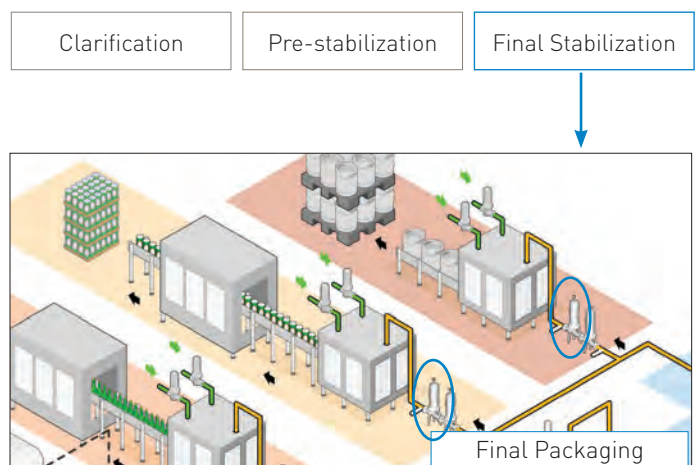 Clarification
Pre-stabilization
Final Stabilization
Final Packaging